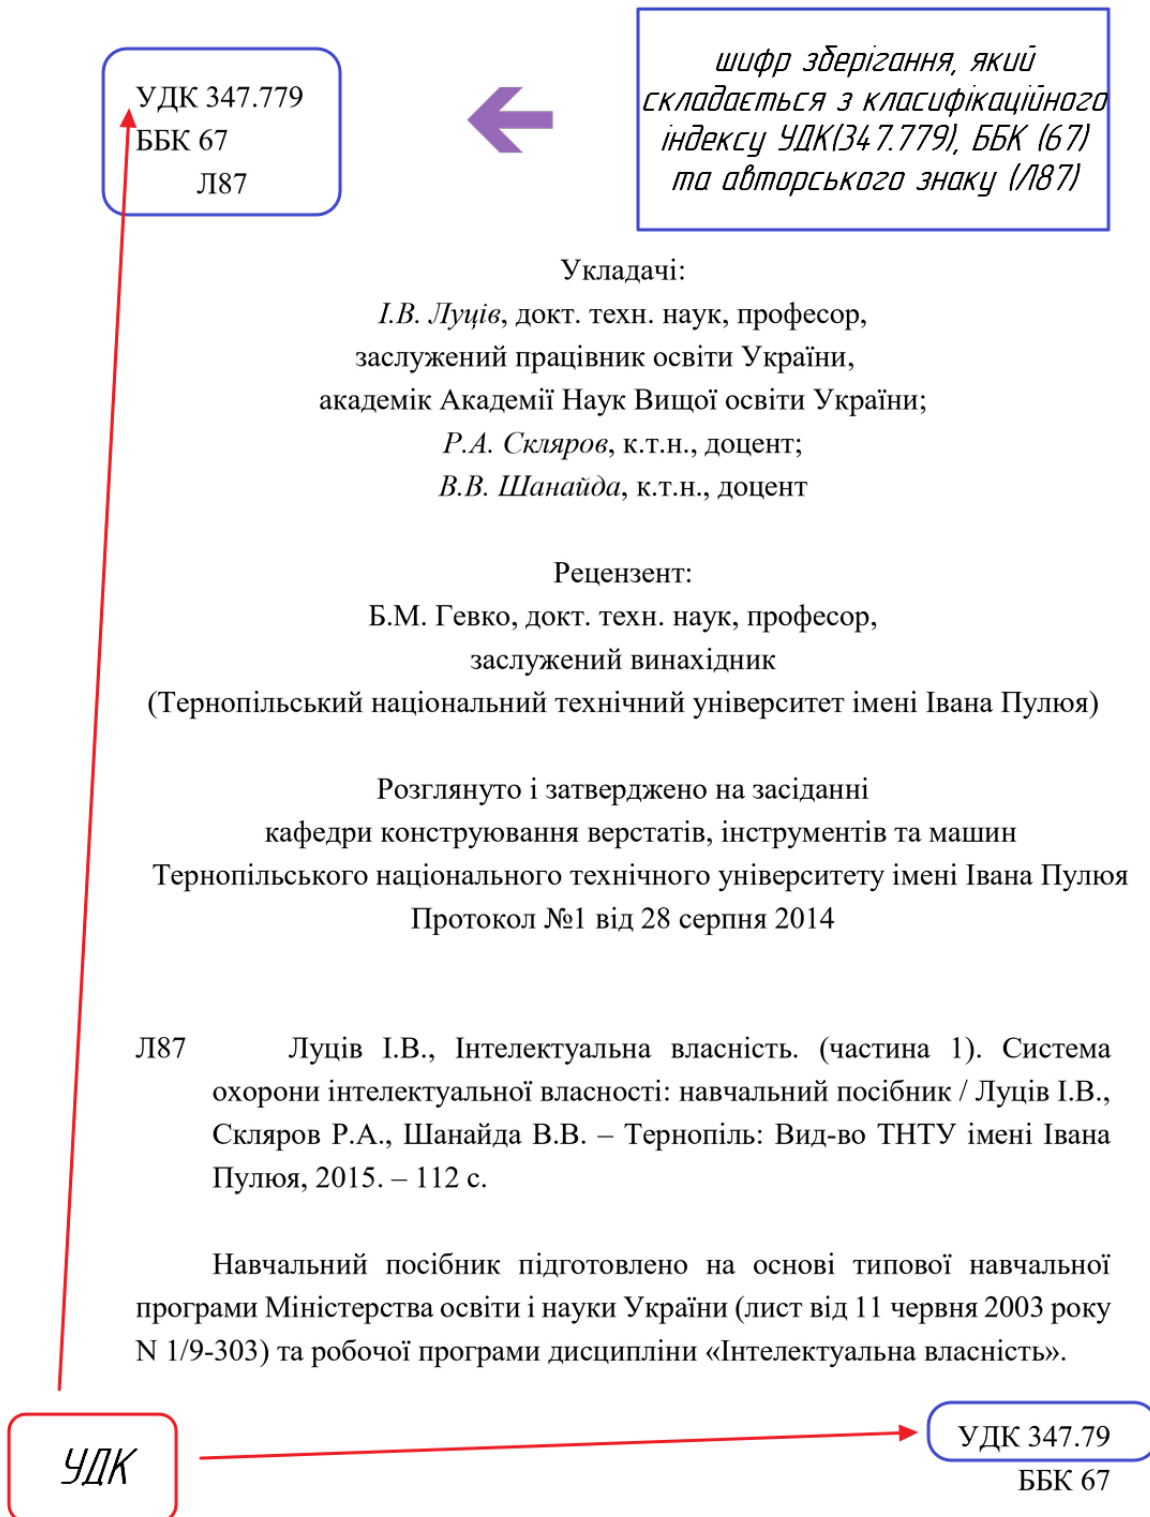 УДК 347.779
ББК 67
Л87
шифр зберігання, який
складається з класифікаційного
індексу УДК(347.779), ББК (67)
та авторського знаку (Л87)
Укладачі:
І.В. Луців, докт. техн. наук, професор,
заслужений працівник освіти України,
академік Академії Наук Вищої освіти України;
Р.А. Скляров, к.т.н., доцент;
В.В. Шанайда, к.т.н., доцент
Рецензент:
Б.М. Гевко, докт. техн. наук, професор,
заслужений винахідник
(Тернопільський національний технічний університет імені Івана Пулюя)
Розглянуто і затверджено на засіданні
кафедри конструювання верстатів, інструментів та машин
Тернопільського національного технічного університету імені Івана Пулюя
Протокол №1 від 28 серпня 2014
Л87 Луців І.В., Інтелектуальна власність. (частина 1). Система
охорони інтелектуальної власності: навчальний посібник / Луців І.В.,
Скляров Р.А., Шанайда В.В. – Тернопіль: Вид-во ТНТУ імені Івана
Пулюя, 2015. – 112 с.
Навчальний посібник підготовлено на основі типової навчальної
програми Міністерства освіти і науки України (лист від 11 червня 2003 року
N 1/9-303) та робочої програми дисципліни «Інтелектуальна власність».
УДК
УДК 347.79
ББК 67